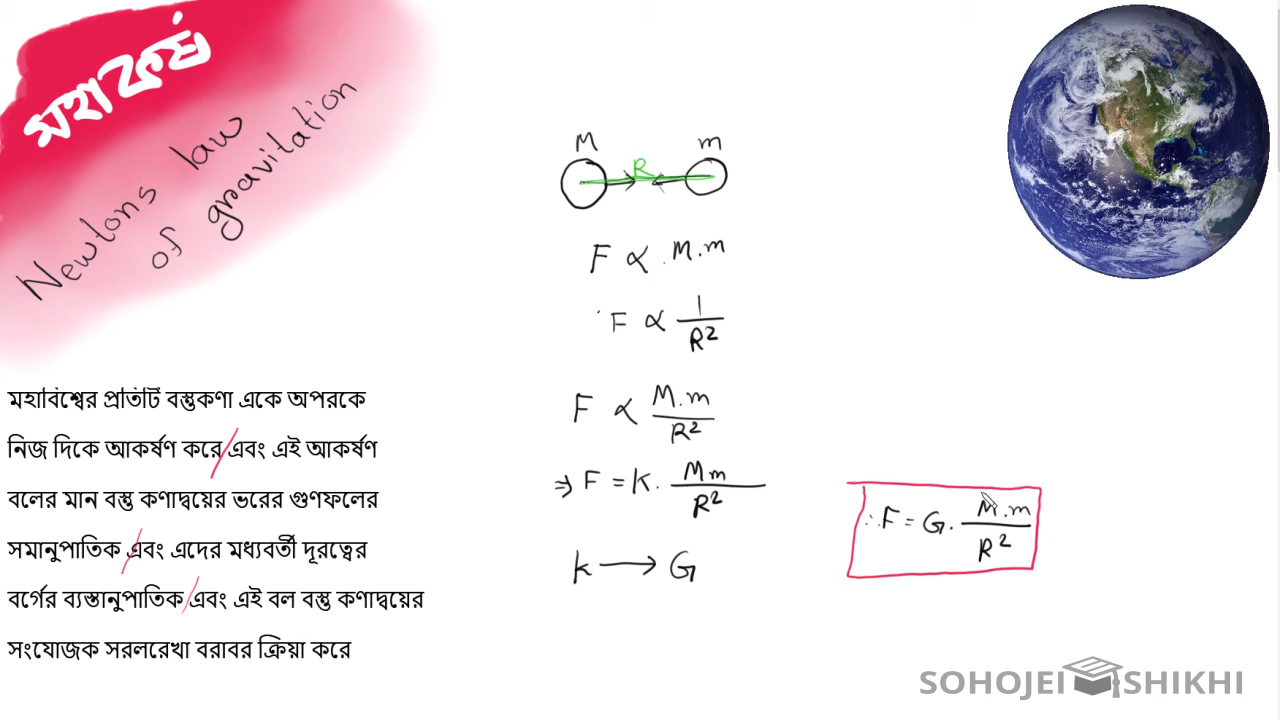 মহাকর্ষ
Newtons law
of gravitation
M m
R
F ∝ M.m
F ∝ 1/R²
F ∝ M.m/R²
⇒ F = K. Mm/R²
K ⟶ G
∴ F = G. M.m/R²
মহাবিশ্বের প্রতিটি বস্তুকণা একে অপরকে
নিজ দিকে আকর্ষণ করে এবং এই আকর্ষণ
বলের মান বস্তু কণাদ্বয়ের ভরের গুণফলের
সমানুপাতিক এবং এদের মধ্যবর্তী দূরত্বের
বর্গের ব্যস্তানুপাতিক এবং এই বল বস্তু কণাদ্বয়ের
সংযোজক সরলরেখা বরাবর ক্রিয়া করে
SOHOJEI SHIKHI